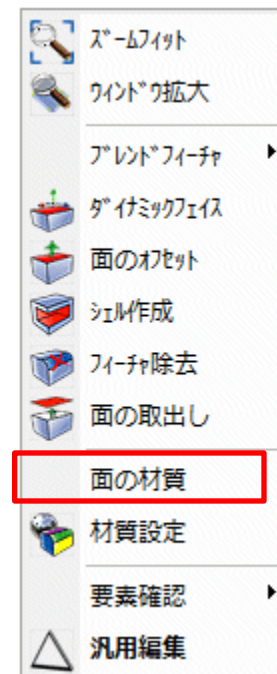 ｽﾞｰﾑﾌｨｯﾄ
ｳｨﾝﾄﾞｳ拡大
ﾌﾞﾚﾝﾄﾞﾌｨｰﾁｬ
ﾀﾞｲﾅﾐｯｸﾌｪｲｽ
面のｵﾌｾｯﾄ
ｼｪﾙ作成
ﾌｨｰﾁｬ除去
面の取出し
面の材質
材質設定
要素確認
汎用編集